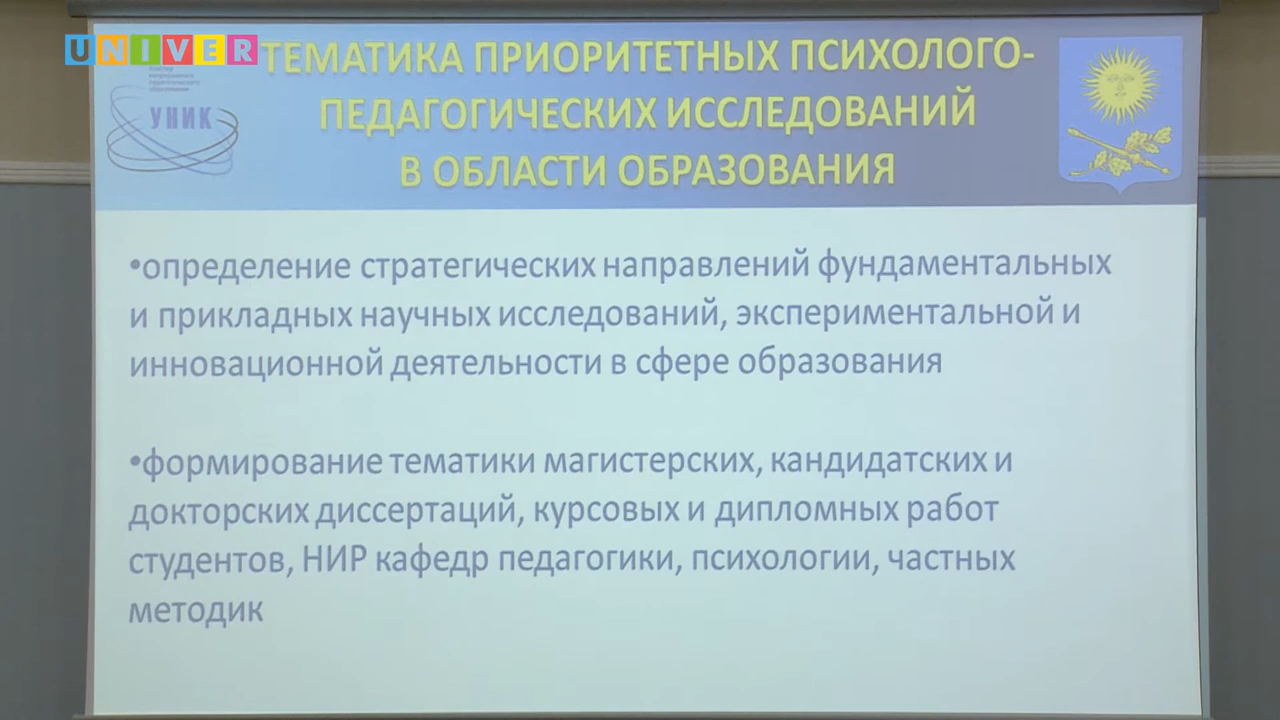 UNIVER
ТЕМАТИКА ПРИОРИТЕТНЫХ ПСИХОЛОГО-
ПЕДАГОГИЧЕСКИХ ИССЛЕДОВАНИЙ
В ОБЛАСТИ ОБРАЗОВАНИЯ
УНИК
•определение стратегических направлений фундаментальных
и прикладных научных исследований, экспериментальной и
инновационной деятельности в сфере образования
•формирование тематики магистерских, кандидатских и
докторских диссертаций, курсовых и дипломных работ
студентов, НИР кафедр педагогики, психологии, частных
методик